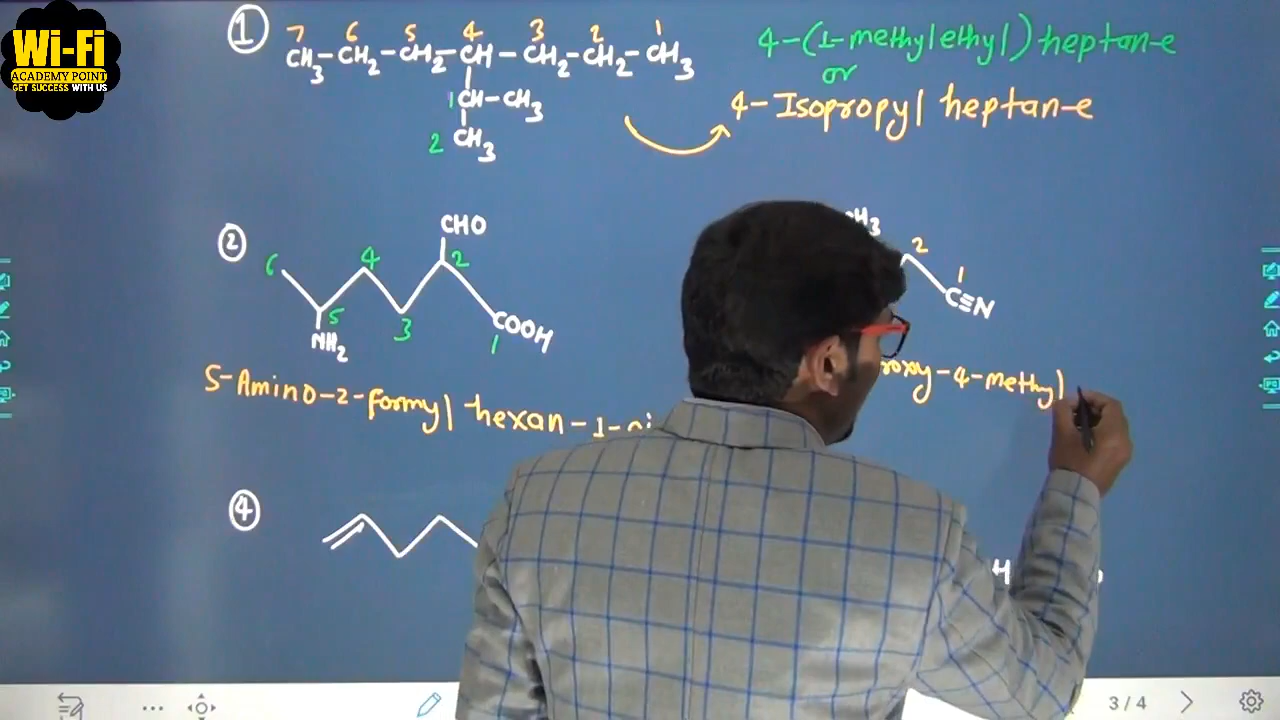 Wi-Fi
ACADEMY POINT
GET SUCCESS WITH US
1
7 6 5 4 3 2 1
CH3-CH2-CH2-CH-CH2-CH2-CH3
1 CH-CH3
2 CH3
4-(1-methylethyl)heptan-e
or
4-Isopropyl heptan-e
2
CHO
6 4 2
5 3 1
NH2
COOH
5-Amino-2-formyl hexan-1-
2
1
C≡N
roxy-4-methyl
4
H
3/4